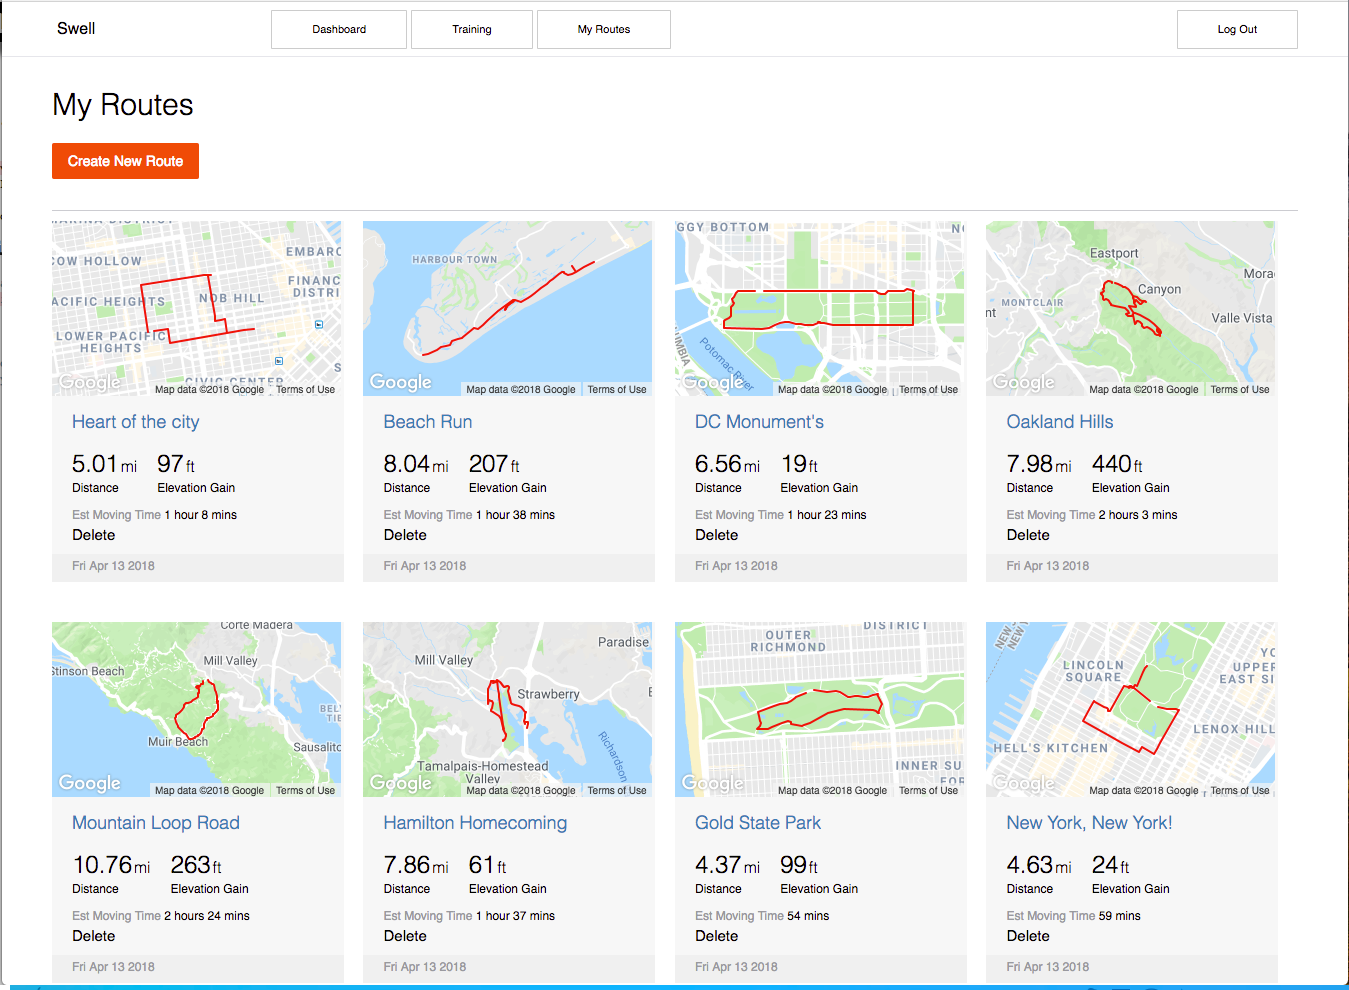 Swell
Dashboard
Training
My Routes
Log Out
My Routes
Create New Route
COW HOLLOW
EMBARC
FINANC
DISTRI
PACIFIC HEIGHTS
NOB HILL
LOWER PACIFIC
HEIGHTS
CIVIC CENTER
Google
Map data ©2018 Google
Terms of Use
Heart of the city
5.01 mi 97 ft
Distance Elevation Gain
Est Moving Time 1 hour 8 mins
Delete
Fri Apr 13 2018
HARBOUR TOWN
Google
Map data ©2018 Google
Terms of Use
Beach Run
8.04 mi 207 ft
Distance Elevation Gain
Est Moving Time 1 hour 38 mins
Delete
Fri Apr 13 2018
GGY BOTTOM
Potomac River
UMBIA
Google
Map data ©2018 Google
Terms of Use
DC Monument's
6.56 mi 19 ft
Distance Elevation Gain
Est Moving Time 1 hour 23 mins
Delete
Fri Apr 13 2018
Eastport
Mora
Canyon
MONTCLAIR
nt
Valle Vista
Google
Map data ©2018 Google
Terms of Use
Oakland Hills
7.98 mi 440 ft
Distance Elevation Gain
Est Moving Time 2 hours 3 mins
Delete
Fri Apr 13 2018
Corte Madera
Mill Valley
Stinson Beach
BEL
TIE
Muir Beach
Sausalito
Google
Map data ©2018 Google
Terms of Use
Mountain Loop Road
10.76 mi 263 ft
Distance Elevation Gain
Est Moving Time 2 hours 24 mins
Delete
Fri Apr 13 2018
Paradise
Mill Valley
Strawberry
Richardson
Tamalpais-Homestead
Valley
Google
Map data ©2018 Google
Terms of Use
Hamilton Homecoming
7.86 mi 61 ft
Distance Elevation Gain
Est Moving Time 1 hour 37 mins
Delete
Fri Apr 13 2018
DISTRICT
OUTER
RICHMOND
INNER SU
FOR
Google
Map data ©2018 Google
Terms of Use
Gold State Park
4.37 mi 99 ft
Distance Elevation Gain
Est Moving Time 54 mins
Delete
Fri Apr 13 2018
NEW
NEW Y
LINCOLN
SQUARE
YO
UPPER
EAST SI
LENOX HILL
HELL'S KITCHEN
Google
Map data ©2018 Google
Terms of Use
New York, New York!
4.63 mi 24 ft
Distance Elevation Gain
Est Moving Time 59 mins
Delete
Fri Apr 13 2018